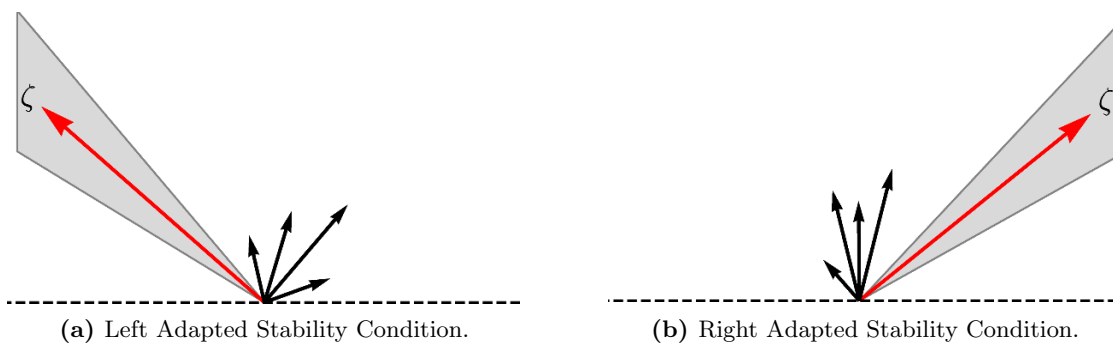 ζ
ζ
(a) Left Adapted Stability Condition.
(b) Right Adapted Stability Condition.